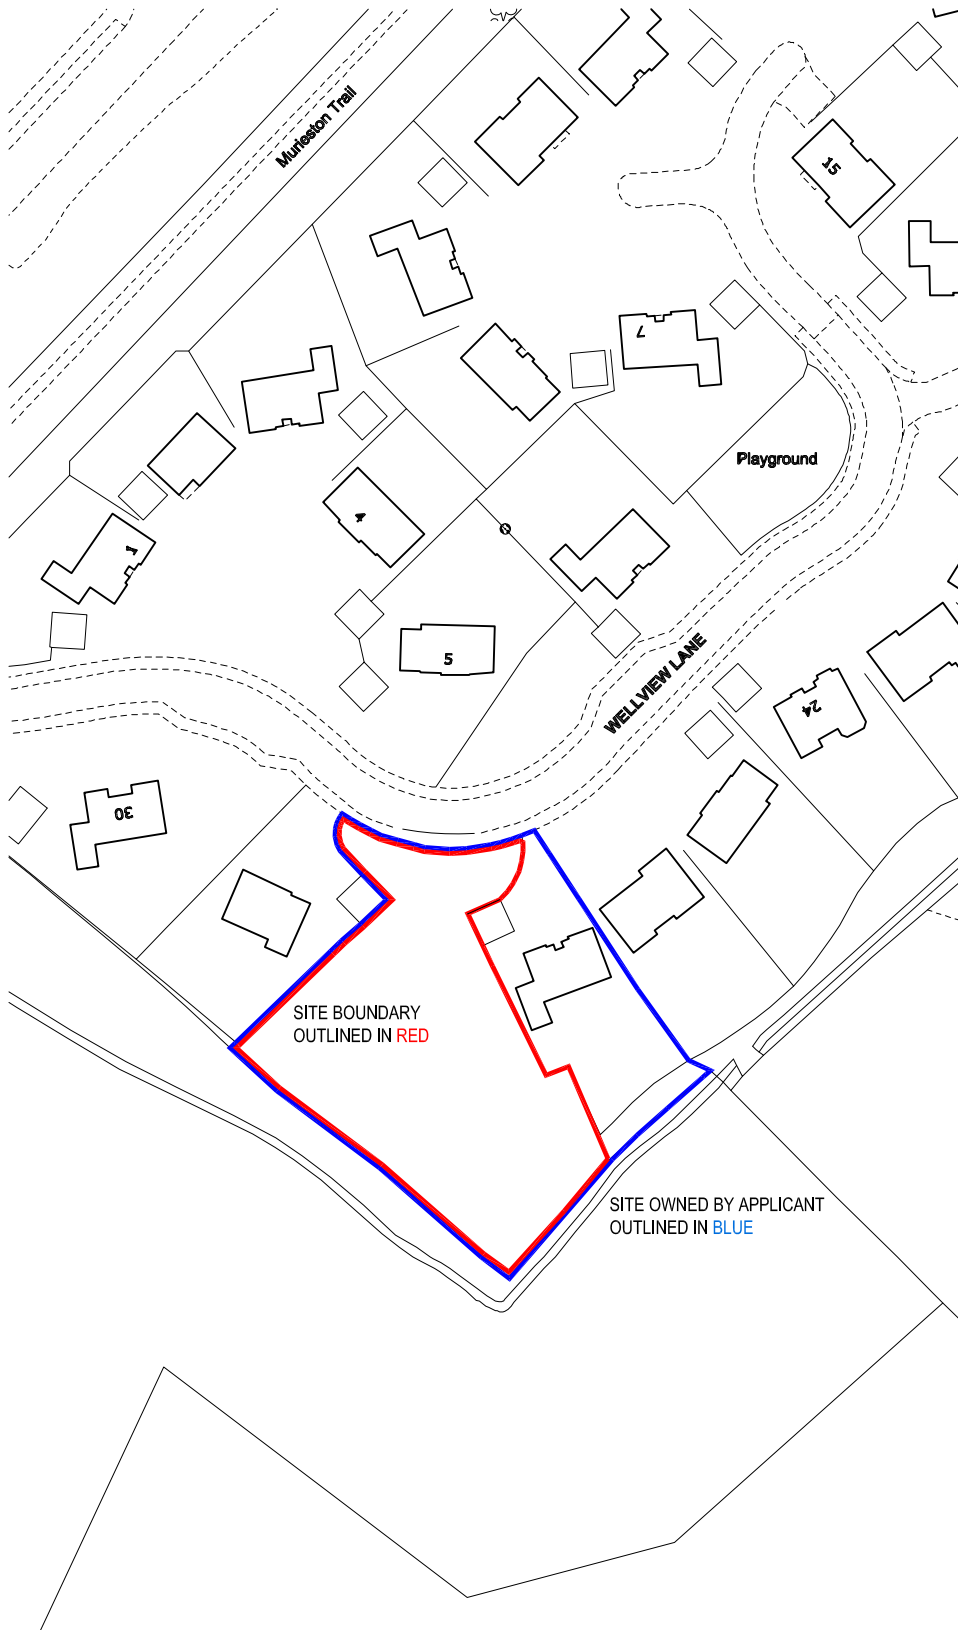 Murieston Trail
15
7
Playground
4
1
5
WELLVIEW LANE
24
30
SITE BOUNDARY
OUTLINED IN RED
SITE OWNED BY APPLICANT
OUTLINED IN BLUE